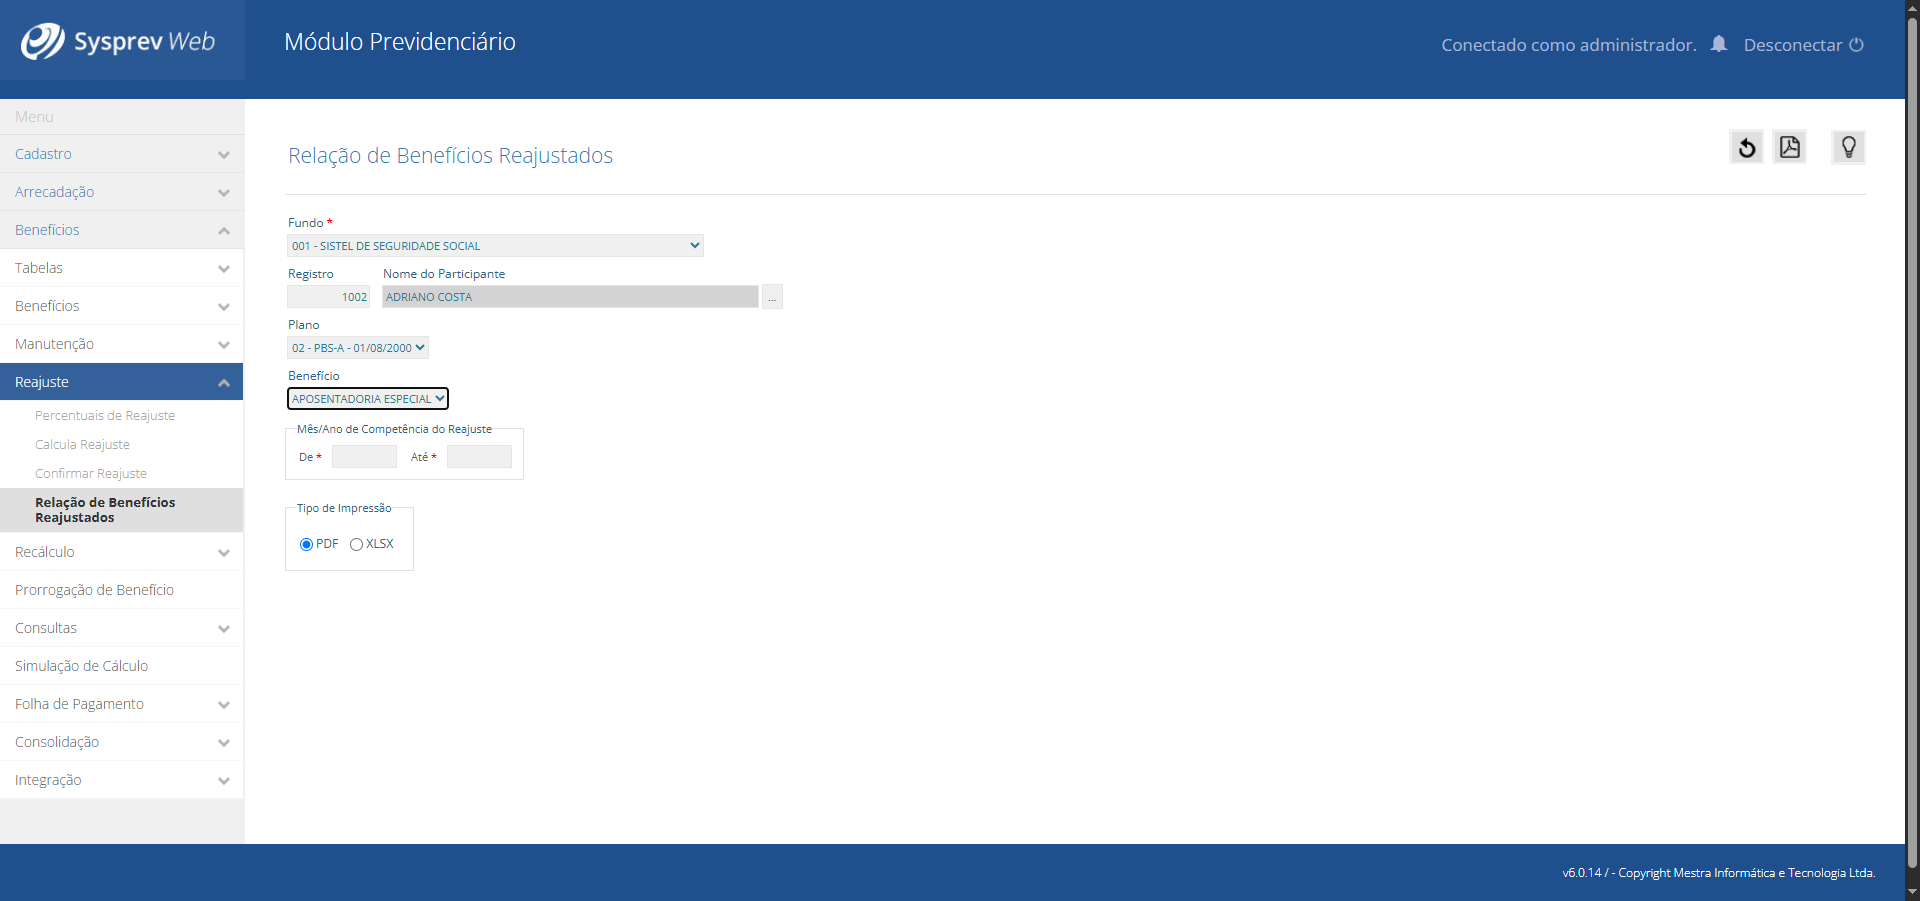 Sysprev Web
Módulo Previdenciário
Conectado como administrador.
Desconectar
Menu
Cadastro
Arrecadação
Benefícios
Tabelas
Benefícios
Manutenção
Reajuste
Percentuais de Reajuste
Calcula Reajuste
Confirmar Reajuste
Relação de Benefícios
Reajustados
Recálculo
Prorrogação de Benefício
Consultas
Simulação de Cálculo
Folha de Pagamento
Consolidação
Integração
Relação de Benefícios Reajustados
Fundo *
001 - SISTEL DE SEGURIDADE SOCIAL
Registro Nome do Participante
1002 ADRIANO COSTA ...
Plano
02 - PBS-A - 01/08/2000
Benefício
APOSENTADORIA ESPECIAL
Mês/Ano de Competência do Reajuste
De * Até *
Tipo de Impressão
PDF XLSX
v6.0.14 / - Copyright Mestra Informática e Tecnologia Ltda.